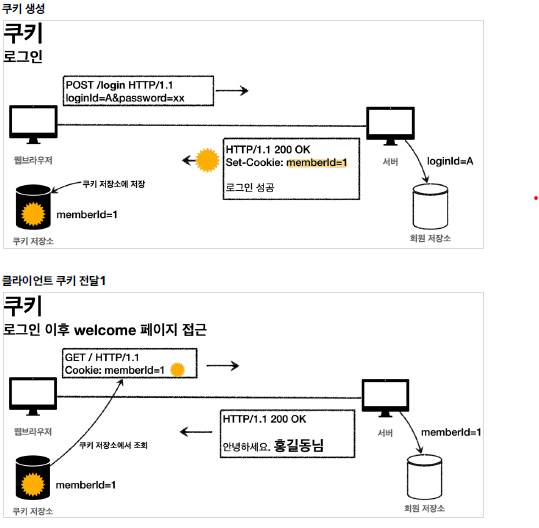 쿠키 생성
쿠키
로그인
POST /login HTTP/1.1
loginId=A&password=xx
웹브라우저
서버
HTTP/1.1 200 OK
Set-Cookie: memberId=1
로그인 성공
loginId=A
쿠키 저장소에 저장
memberId=1
쿠키 저장소
회원 저장소
클라이언트 쿠키 전달1
쿠키
로그인 이후 welcome 페이지 접근
GET / HTTP/1.1
Cookie: memberId=1
웹브라우저
서버
HTTP/1.1 200 OK
안녕하세요. 홍길동님
memberId=1
쿠키 저장소에서 조회
memberId=1
쿠키 저장소
회원 저장소